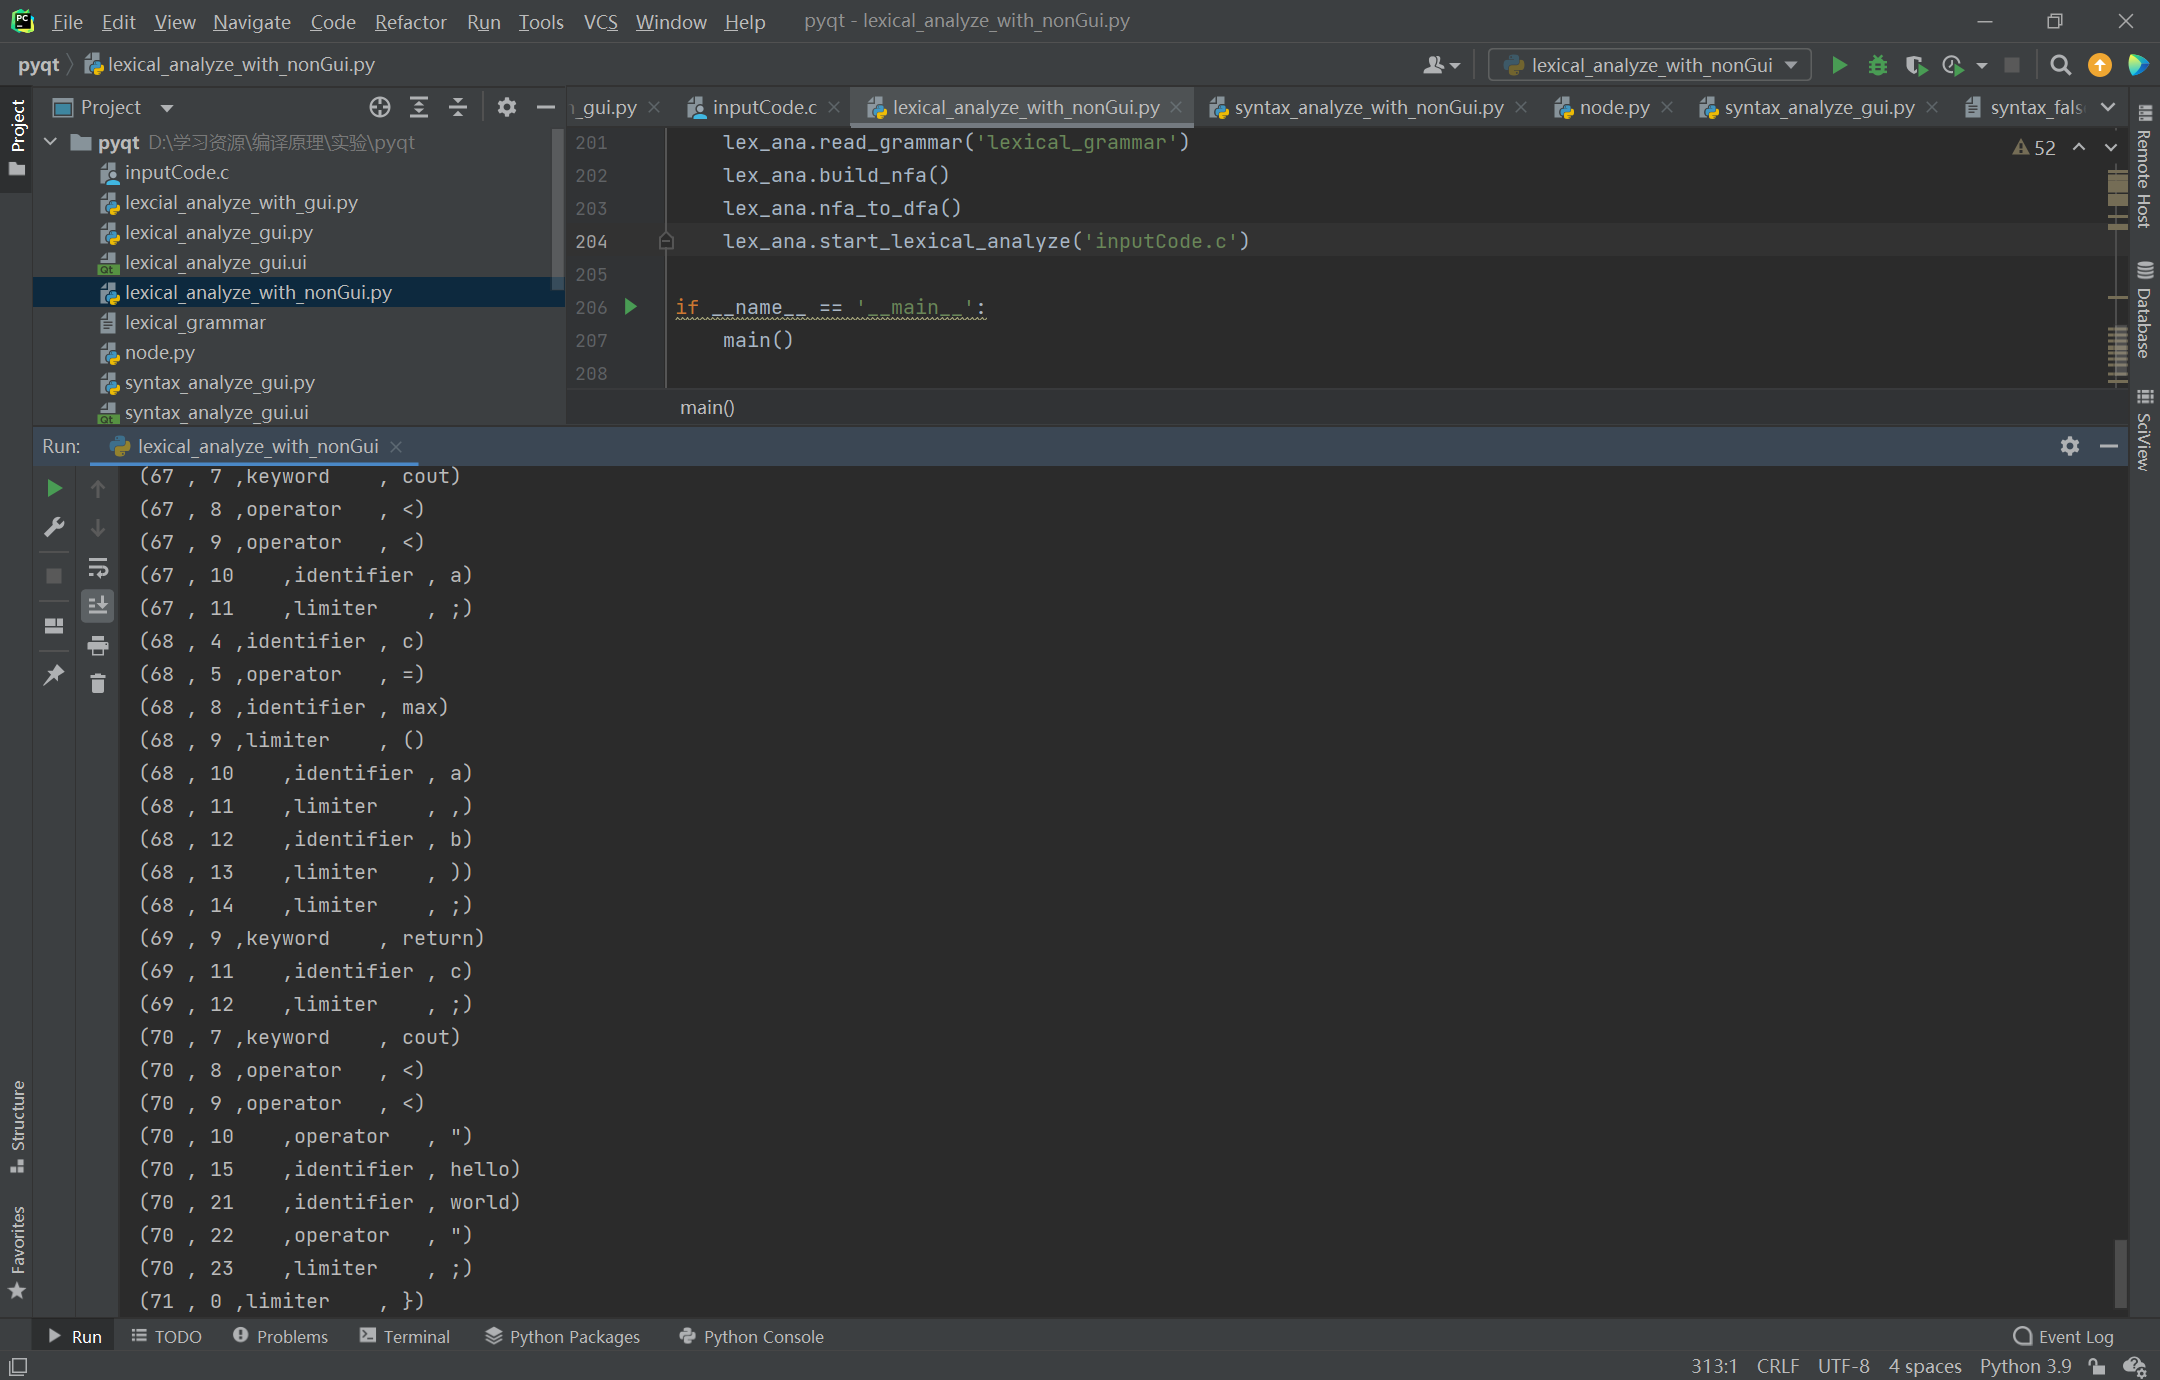 File Edit View Navigate Code Refactor Run Tools VCS Window Help pyqt - lexical_analyze_with_nonGui.py
pyqt lexical_analyze_with_nonGui.py lexical_analyze_with_nonGui
Project
Project
n_gui.py inputCode.c lexical_analyze_with_nonGui.py syntax_analyze_with_nonGui.py node.py syntax_analyze_gui.py syntax_fals
pyqt D:\学习资源\编译原理\实验\pyqt
inputCode.c
lexcial_analyze_with_gui.py
lexical_analyze_gui.py
lexical_analyze_gui.ui
lexical_analyze_with_nonGui.py
lexical_grammar
node.py
syntax_analyze_gui.py
syntax_analyze_gui.ui
201 lex_ana.read_grammar('lexical_grammar')
202 lex_ana.build_nfa()
203 lex_ana.nfa_to_dfa()
204 lex_ana.start_lexical_analyze('inputCode.c')
205
206 if __name__ == '__main__':
207 main()
208
main()
52
Remote Host
Database
SciView
Run: lexical_analyze_with_nonGui
(67 , 7 ,keyword    , cout)
(67 , 8 ,operator   , <)
(67 , 9 ,operator   , <)
(67 , 10    ,identifier , a)
(67 , 11    ,limiter    , ;)
(68 , 4 ,identifier , c)
(68 , 5 ,operator   , =)
(68 , 8 ,identifier , max)
(68 , 9 ,limiter    , ()
(68 , 10    ,identifier , a)
(68 , 11    ,limiter    , ,)
(68 , 12    ,identifier , b)
(68 , 13    ,limiter    , ))
(68 , 14    ,limiter    , ;)
(69 , 9 ,keyword    , return)
(69 , 11    ,identifier , c)
(69 , 12    ,limiter    , ;)
(70 , 7 ,keyword    , cout)
(70 , 8 ,operator   , <)
(70 , 9 ,operator   , <)
(70 , 10    ,operator   , ")
(70 , 15    ,identifier , hello)
(70 , 21    ,identifier , world)
(70 , 22    ,operator   , ")
(70 , 23    ,limiter    , ;)
(71 , 0 ,limiter    , })
Structure
Favorites
Run TODO Problems Terminal Python Packages Python Console Event Log
313:1 CRLF UTF-8 4 spaces Python 3.9